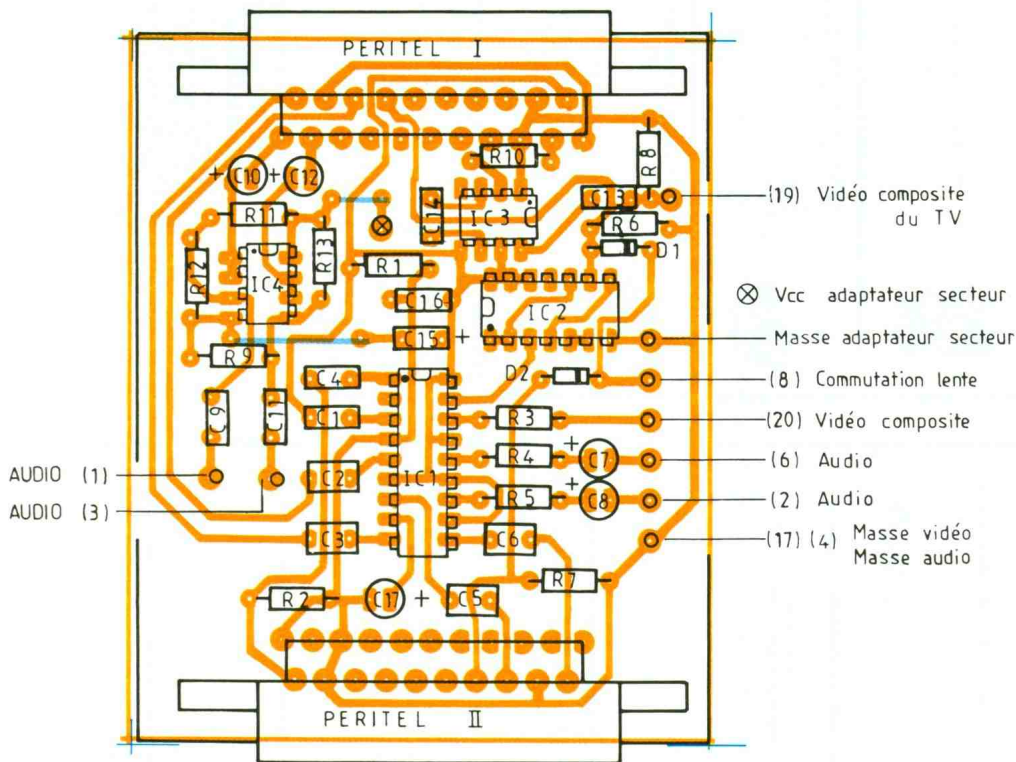 PERITEL I
R10
R8
C10
C12
C14
IC3
C13
(19) Vidéo composite
du TV
R11
R6
D1
R12
IC4
R13
R1
C16
IC2
Vcc adaptateur secteur
C15
Masse adaptateur secteur
R9
D2
(8) Commutation lente
C4
C9
C11
C1
R3
(20) Vidéo composite
R4
C7
(6) Audio
AUDIO (1)
C2
IC1
R5
C8
(2) Audio
AUDIO (3)
C3
C6
(17) (4) Masse vidéo
Masse audio
R7
R2
C17
C5
PERITEL II